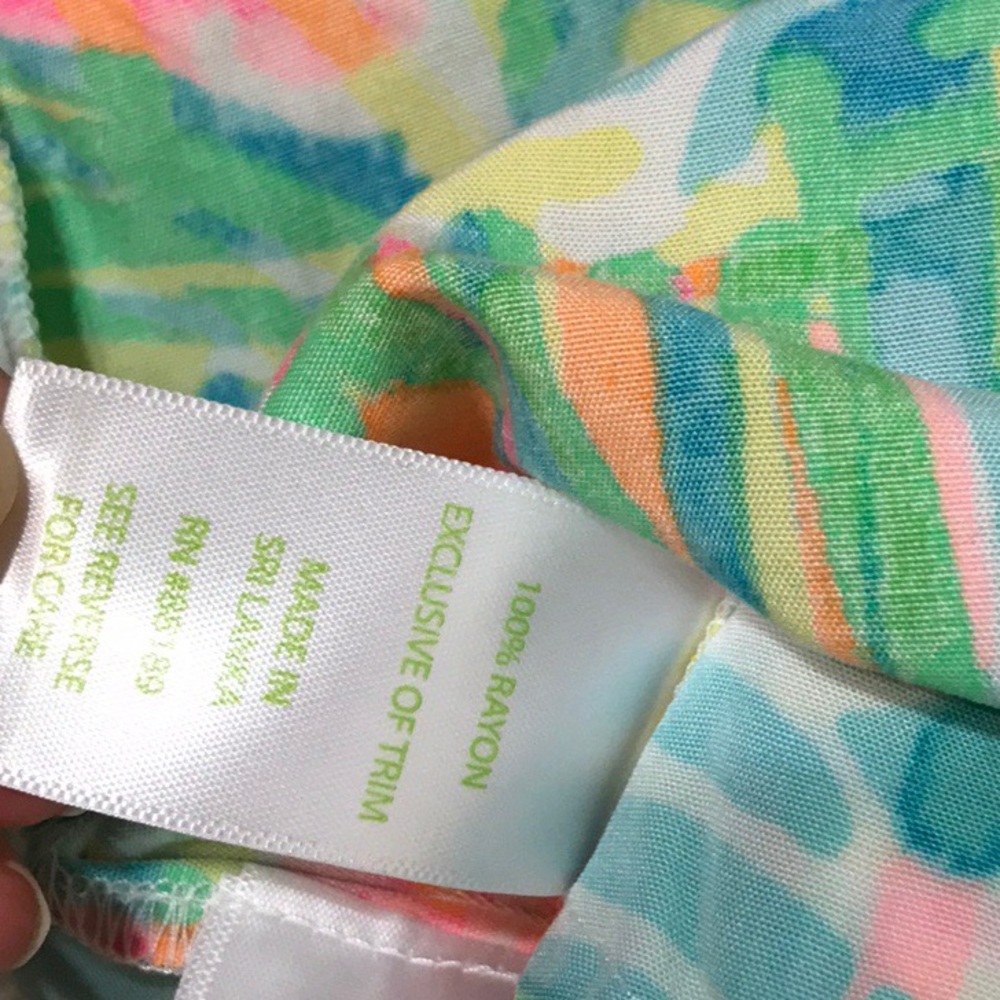 100% RAYON
EXCLUSIVE OF TRIM
MADE IN
SRI LANKA
RN #
SEE REVERSE
FOR CARE